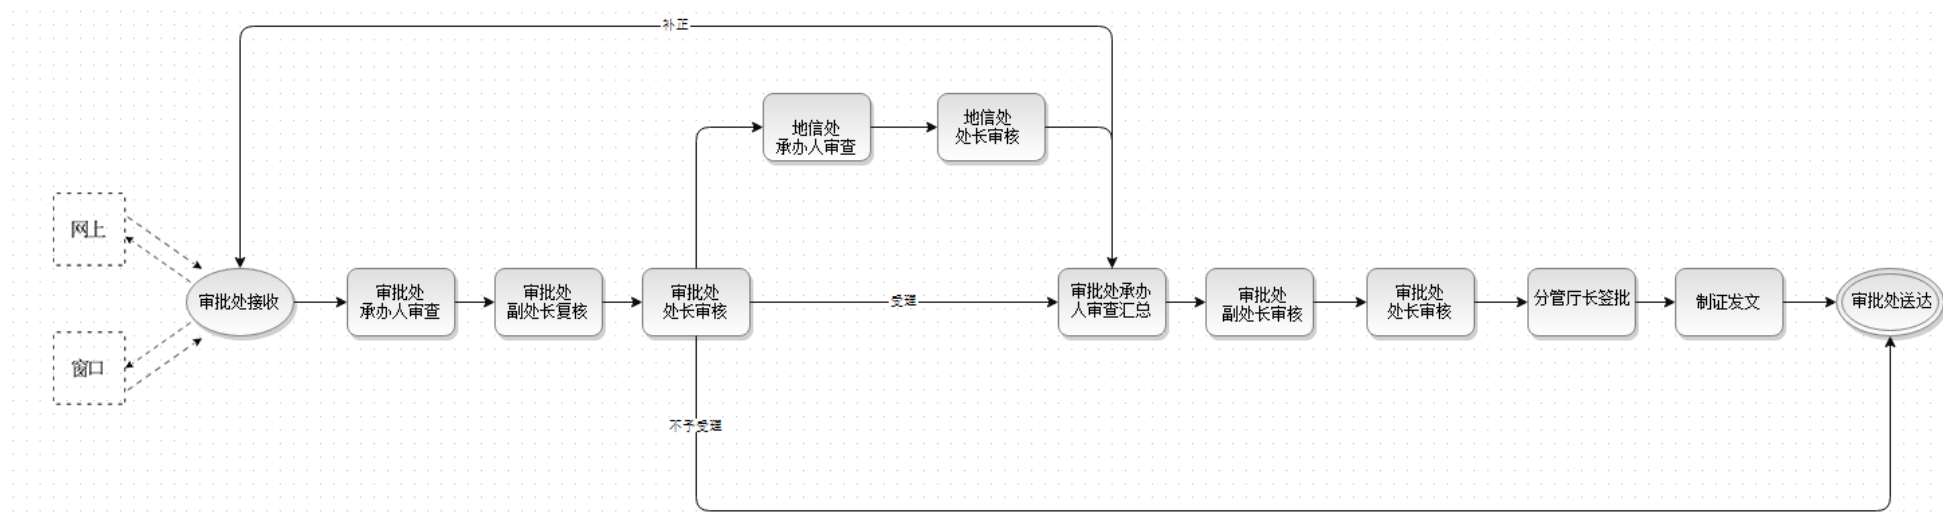 补正
地信处
承办人审查
地信处
处长审核
网上
窗口
审批处接收
审批处
承办人审查
审批处
副处长复核
审批处
处长审核
受理
审批处承办
人审查汇总
审批处
副处长审核
审批处
处长审核
分管厅长签批
制证发文
审批处送达
不予受理